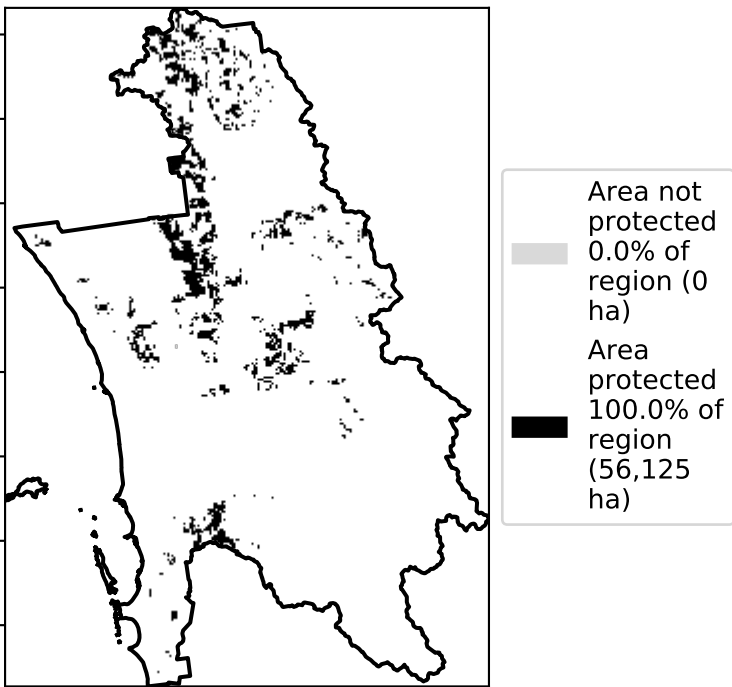 Area not
protected
0.0% of
region (0
ha)
Area
protected
100.0% of
region
(56,125
ha)